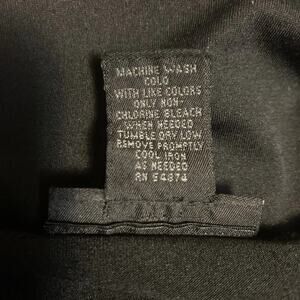 MACHINE WASH
COLD
WITH LIKE COLORS
ONLY NON-
CHLORINE BLEACH
WHEN NEEDED
TUMBLE DRY LOW
REMOVE PROMPTLY
COOL IRON
AS NEEDED
RN 54874